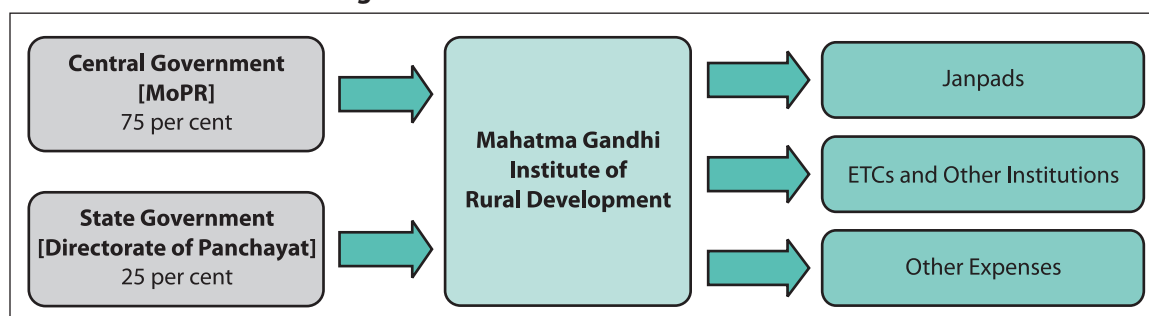 Central Government
[MoPR]
75 per cent
State Government
[Directorate of Panchayat]
25 per cent
Mahatma Gandhi
Institute of
Rural Development
Janpads
ETCs and Other Institutions
Other Expenses